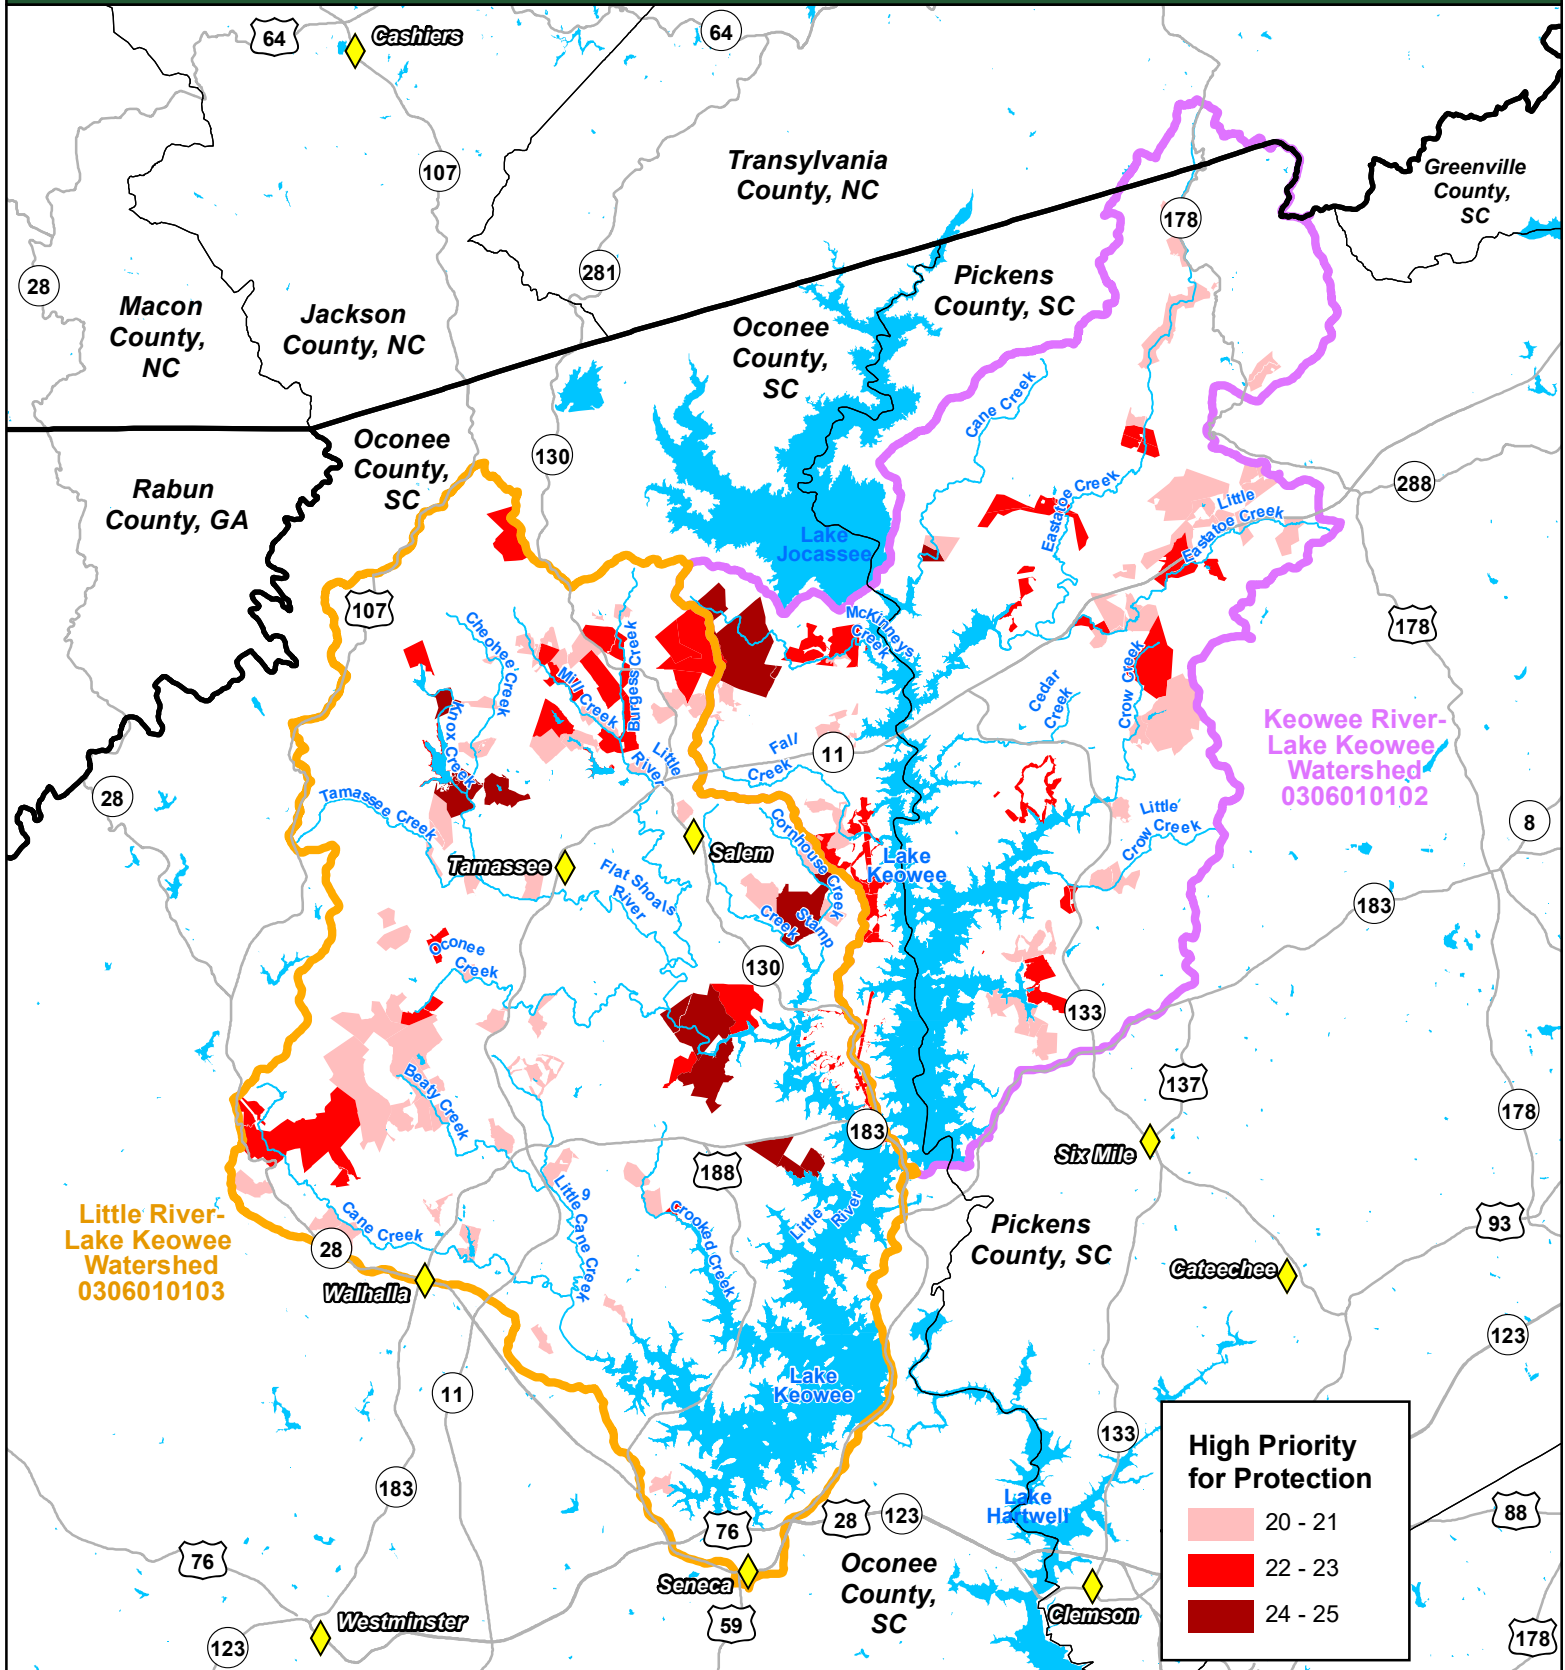 64
Cashiers
64
107
Transylvania
County, NC
Greenville
County,
SC
178
281
28
Pickens
County, SC
Macon
County,
NC
Jackson
County, NC
Oconee
County,
SC
Cane Creek
Oconee
County,
SC
130
288
Rabun
County, GA
Eastatoe Creek
Little
Eastatoe Creek
Lake
Jocassee
107
178
Cheohee Creek
Burgess Creek
McKinneys
Creek
Mill Creek
Knox Creek
Cedar
Creek
Crow Creek
Keowee River-
Lake Keowee
Watershed
0306010102
Fall
Creek
11
Little
River
28
Tamassee Creek
Little
Crow Creek
8
Cornhouse Creek
Salem
Tamassee
Lake
Keowee
Flat Shoals
River
183
Stamp
Creek
Oconee
Creek
130
133
Beaty Creek
137
178
183
Six Mile
188
Little Cane Creek
9
Crooked Creek
Little
River
Cane Creek
Little River-
Lake Keowee
Watershed
0306010103
28
Pickens
County, SC
93
Walhalla
Cateechee
123
Lake
Keowee
11
133
High Priority
for Protection
20 - 21
22 - 23
24 - 25
183
Lake
Hartwell
76
28
123
88
76
Oconee
County,
SC
Seneca
Clemson
Westminster
59
123
178